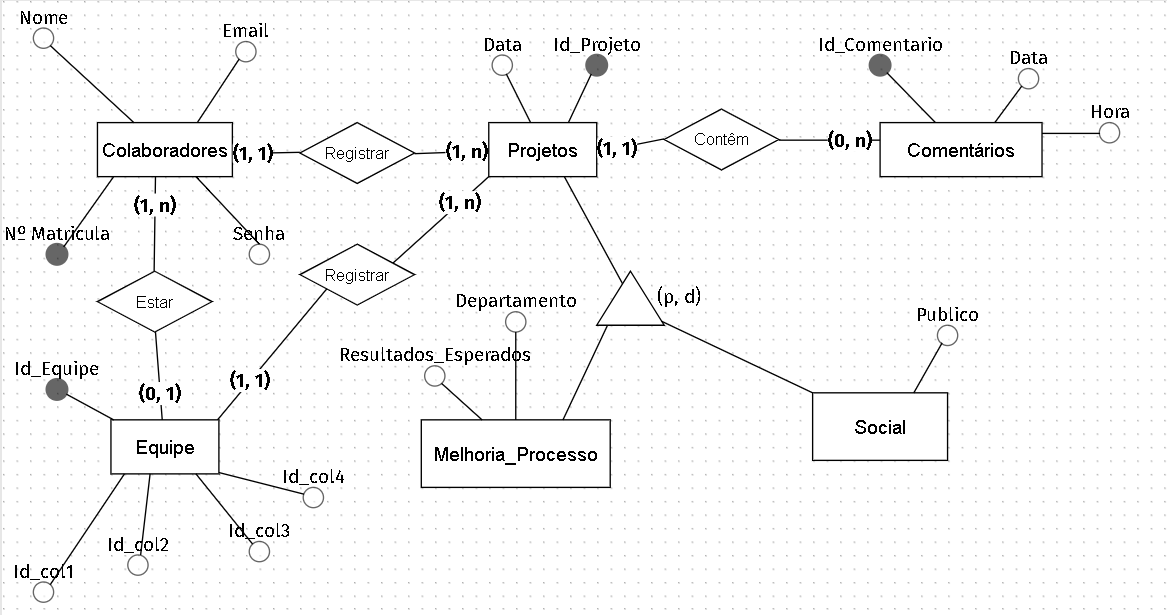 Nome
Email
Data
Id_Projeto
Id_Comentario
Data
Hora
Colaboradores
(1, 1)
Registrar
(1, n)
Projetos
(1, 1)
Contêm
(0, n)
Comentários
(1, n)
(1, n)
Nº Matricula
Senha
Registrar
Estar
(p, d)
Departamento
Publico
Resultados_Esperados
Id_Equipe
(1, 1)
(0, 1)
Equipe
Melhoria_Processo
Social
Id_col4
Id_col3
Id_col2
Id_col1